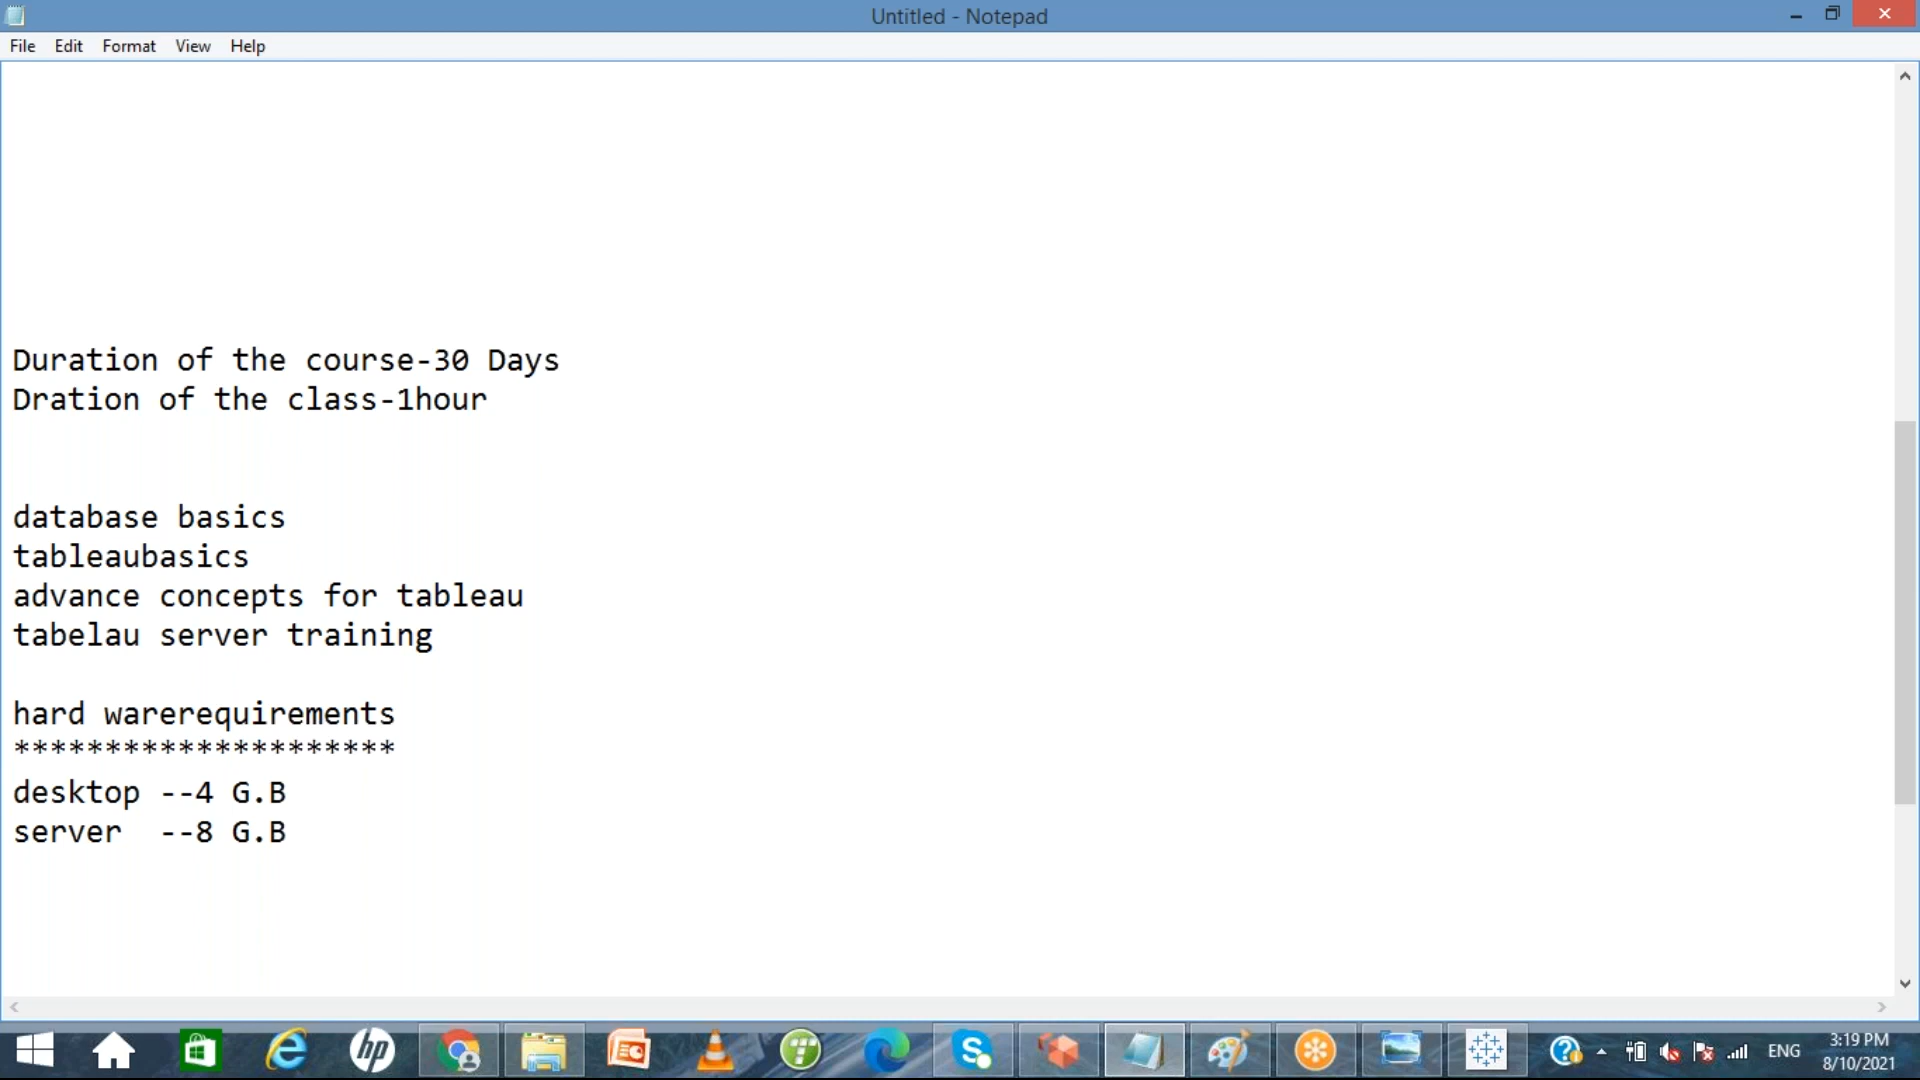 Untitled - Notepad
File Edit Format View Help
Duration of the course-30 Days
Dration of the class-1hour
database basics
tableaubasics
advance concepts for tableau
tabelau server training
hard warerequirements
*********************
desktop --4 G.B
server  --8 G.B
ENG
3:19 PM
8/10/2021